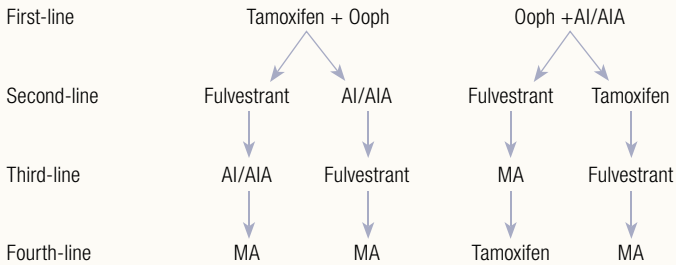 First-line Tamoxifen + Ooph Ooph +AI/AIA
Second-line Fulvestrant AI/AIA Fulvestrant Tamoxifen
Third-line AI/AIA Fulvestrant MA Fulvestrant
Fourth-line MA MA Tamoxifen MA